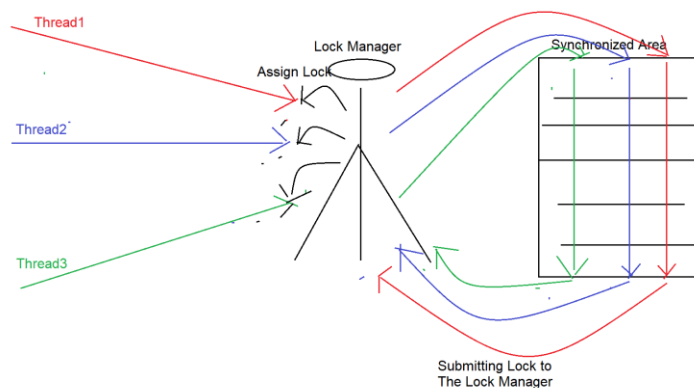 Thread1
Lock Manager
Synchronized Area
Assign Lock
Thread2
Thread3
Submitting Lock to
The Lock Manager